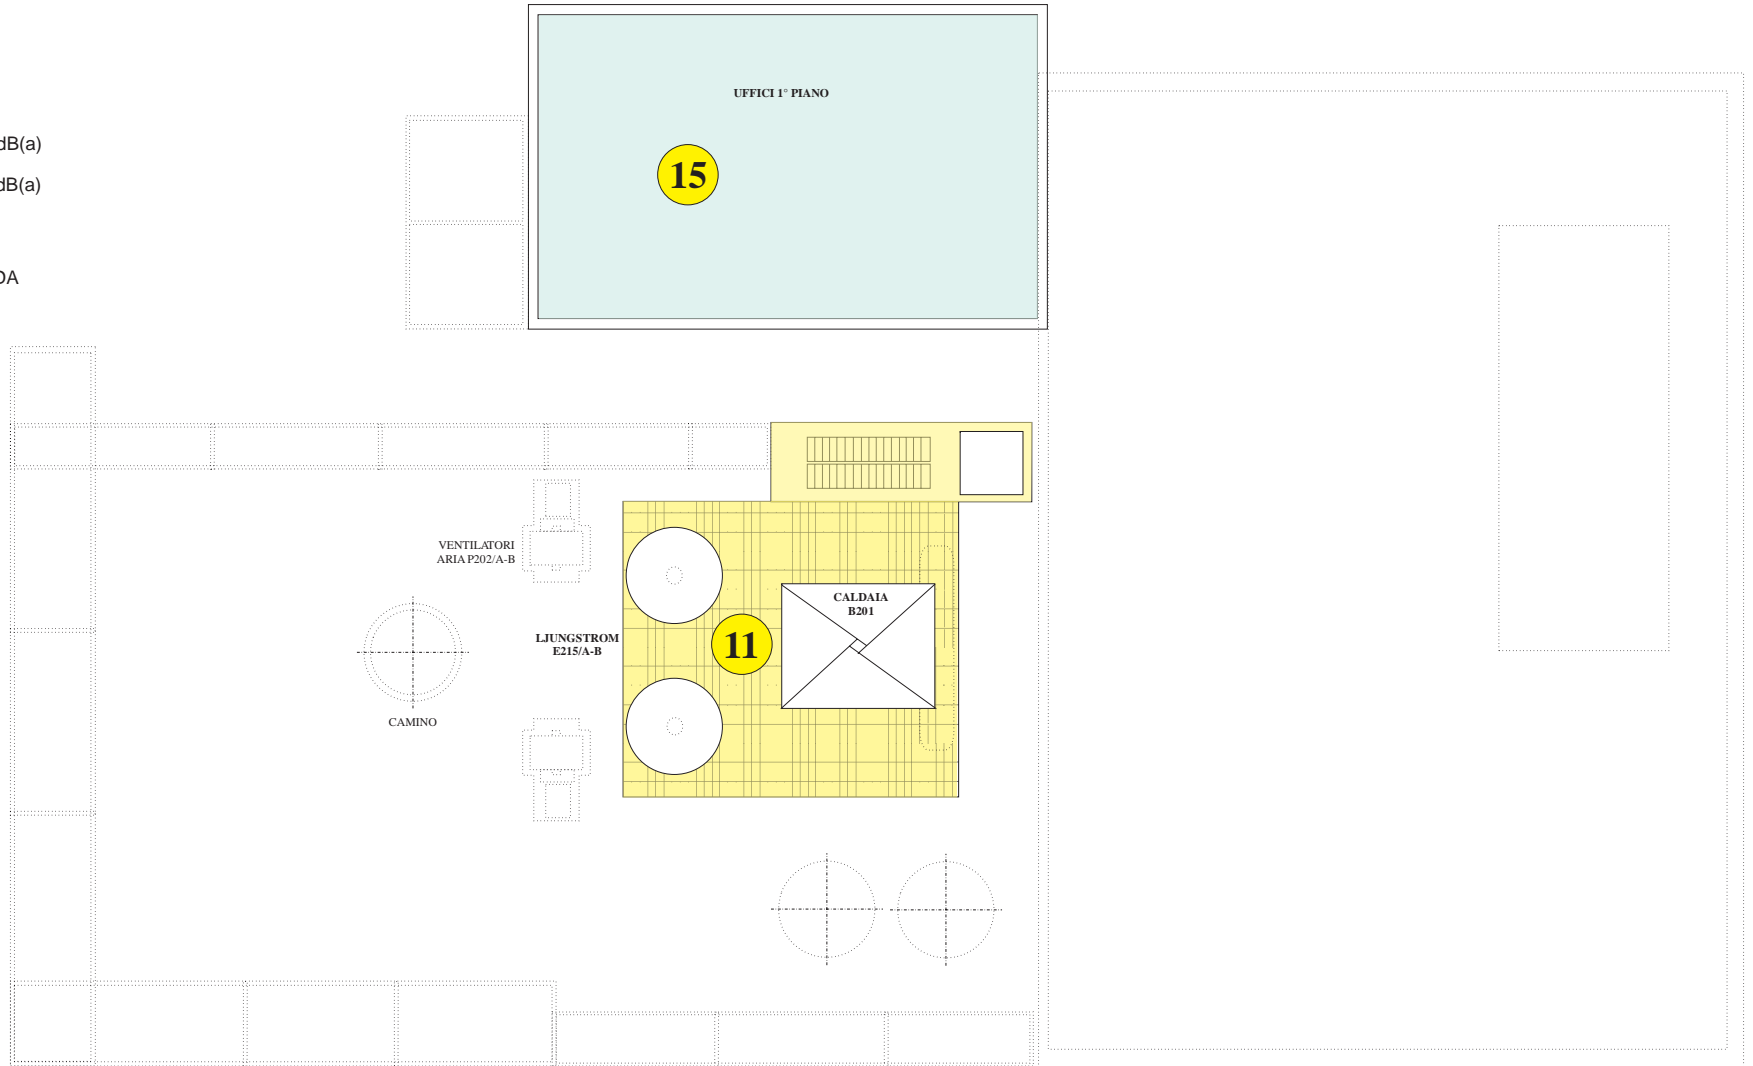 UFFICI 1° PIANO
dB(a)
15
dB(a)
DA
VENTILATORI
ARIA P202/A-B
CALDAIA
B201
LJUNGSTROM
E215/A-B
11
CAMINO